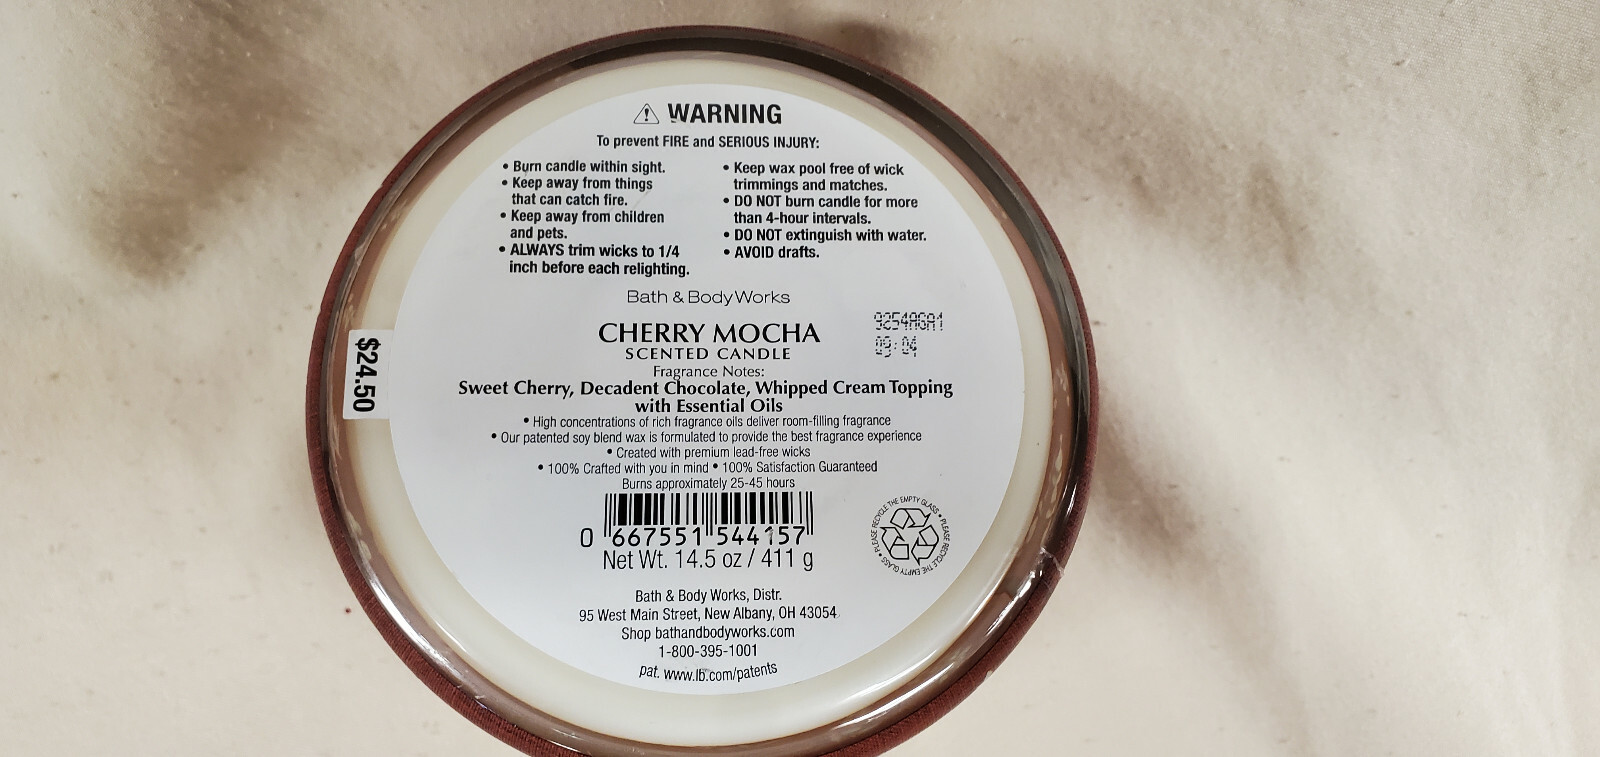 WARNING
To prevent FIRE and SERIOUS INJURY:
• Burn candle within sight.
• Keep away from things
that can catch fire.
• Keep away from children
and pets.
• ALWAYS trim wicks to 1/4
inch before each relighting.
• Keep wax pool free of wick
trimmings and matches.
• DO NOT burn candle for more
than 4-hour intervals.
• DO NOT extinguish with water.
• AVOID drafts.
Bath & Body Works
9254AGA1
09:04
CHERRY MOCHA
SCENTED CANDLE
Fragrance Notes:
Sweet Cherry, Decadent Chocolate, Whipped Cream Topping
with Essential Oils
• High concentrations of rich fragrance oils deliver room-filling fragrance
• Our patented soy blend wax is formulated to provide the best fragrance experience
• Created with premium lead-free wicks
• 100% Crafted with you in mind • 100% Satisfaction Guaranteed
Burns approximately 25-45 hours
0 667551 544157
Net Wt. 14.5 oz / 411 g
PLEASE RECYCLE THE EMPTY GLASS • PLEASE RECYCLE THE EMPTY GLASS •
Bath & Body Works, Distr.
95 West Main Street, New Albany, OH 43054
Shop bathandbodyworks.com
1-800-395-1001
pat. www.lb.com/patents
$24.50